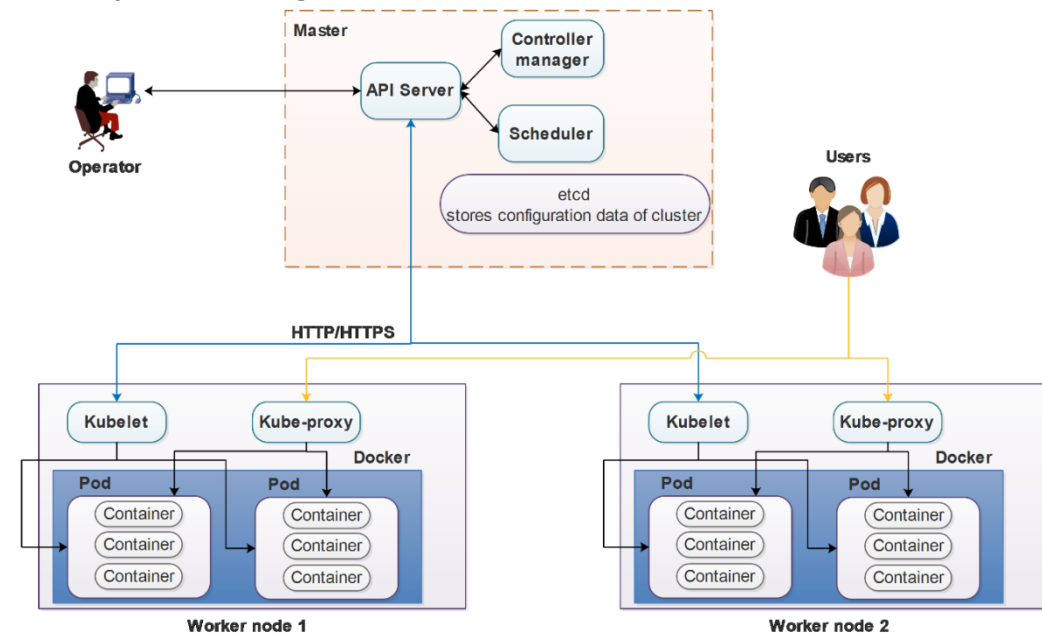 Master
Controller
manager
API Server
Scheduler
Operator
etcd
stores configuration data of cluster
Users
HTTP/HTTPS
Kubelet
Kube-proxy
Docker
Pod
Pod
Container
Container
Container
Container
Container
Container
Worker node 1
Kubelet
Kube-proxy
Docker
Pod
Pod
Container
Container
Container
Container
Container
Container
Worker node 2